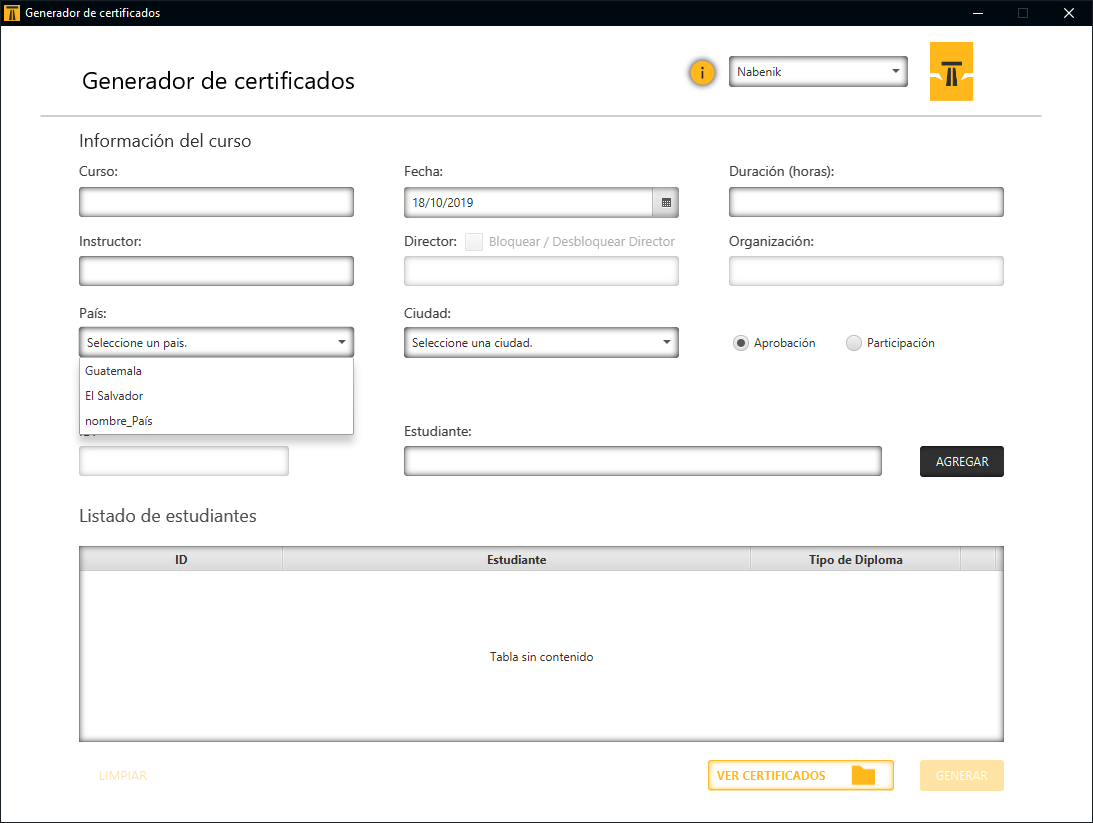 Generador de certificados
Generador de certificados
i
Nabenik
Información del curso
Curso:
Fecha:
Duración (horas):
18/10/2019
Instructor:
Director:
Bloquear / Desbloquear Director
Organización:
País:
Ciudad:
Seleccione un pais.
Seleccione una ciudad.
Aprobación
Participación
Guatemala
El Salvador
nombre_País
Estudiante:
AGREGAR
Listado de estudiantes
ID
Estudiante
Tipo de Diploma
Tabla sin contenido
LIMPIAR
VER CERTIFICADOS
GENERAR